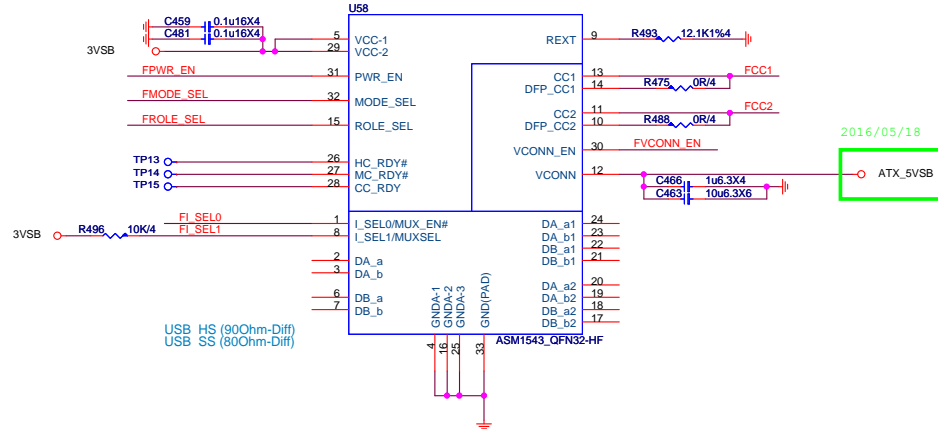 U58
C459 0.1u16X4
C481 0.1u16X4
3VSB
5 VCC-1
29 VCC-2
REXT 9 R493 12.1K1%4
FPWR_EN 31 PWR_EN
FMODE_SEL 32 MODE_SEL
FROLE_SEL 15 ROLE_SEL
CC1 13 FCC1
DFP_CC1 14 R475 0R/4
CC2 11 FCC2
DFP_CC2 10 R488 0R/4
VCONN_EN 30 FVCONN_EN
2016/05/18
TP13 26 HC_RDY#
TP14 27 MC_RDY#
TP15 28 CC_RDY
VCONN 12 ATX_5VSB
C466 1u6.3X4
C463 10u6.3X6
FI_SEL0 1 I_SEL0/MUX_EN#
3VSB R496 10K/4 FI_SEL1 8 I_SEL1/MUXSEL
2 DA_a
3 DA_b
6 DB_a
7 DB_b
DA_a1 24
DA_b1 23
DB_a1 22
DB_b1 21
DA_a2 20
DA_b2 19
DB_a2 18
DB_b2 17
GNDA-1 4
GNDA-2 16
GNDA-3 25
GND(PAD) 33
USB HS (90Ohm-Diff)
USB SS (80Ohm-Diff)
ASM1543_QFN32-HF